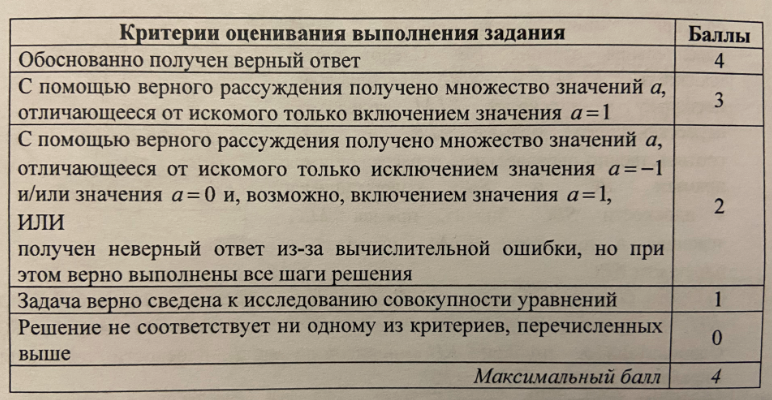 Критерии оценивания выполнения задания Баллы
Обоснованно получен верный ответ 4
С помощью верного рассуждения получено множество значений a,
отличающееся от искомого только включением значения a=1
3
С помощью верного рассуждения получено множество значений a,
отличающееся от искомого только исключением значения a=−1
и/или значения a=0 и, возможно, включением значения a=1,
ИЛИ
получен неверный ответ из-за вычислительной ошибки, но при
этом верно выполнены все шаги решения
2
Задача верно сведена к исследованию совокупности уравнений 1
Решение не соответствует ни одному из критериев, перечисленных
выше
0
Максимальный балл 4